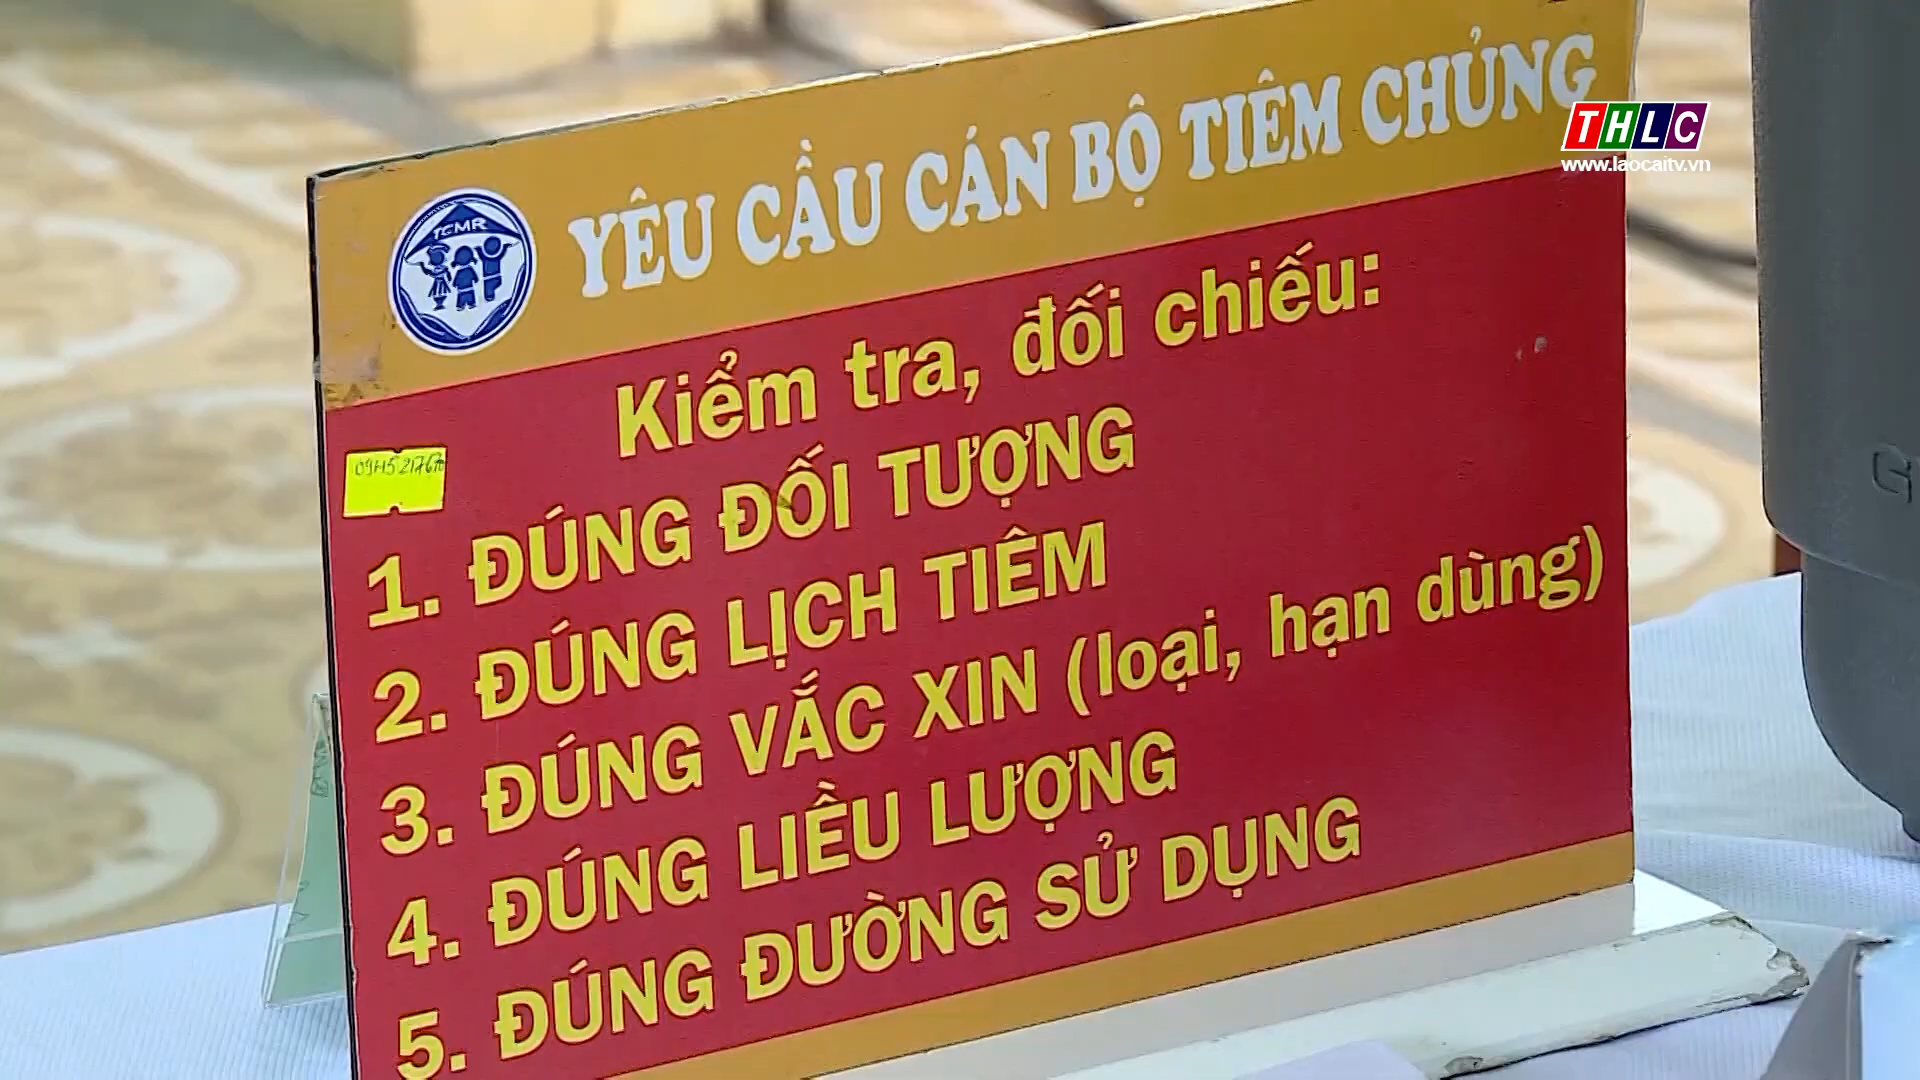 YÊU CẦU CÁN BỘ TIÊM CHỦNG
THLC
www.laocaitv.vn
TCMR
Kiểm tra, đối chiếu:
1. ĐÚNG ĐỐI TƯỢNG
2. ĐÚNG LỊCH TIÊM
3. ĐÚNG VẮC XIN (loại, hạn dùng)
4. ĐÚNG LIỀU LƯỢNG
5. ĐÚNG ĐƯỜNG SỬ DỤNG